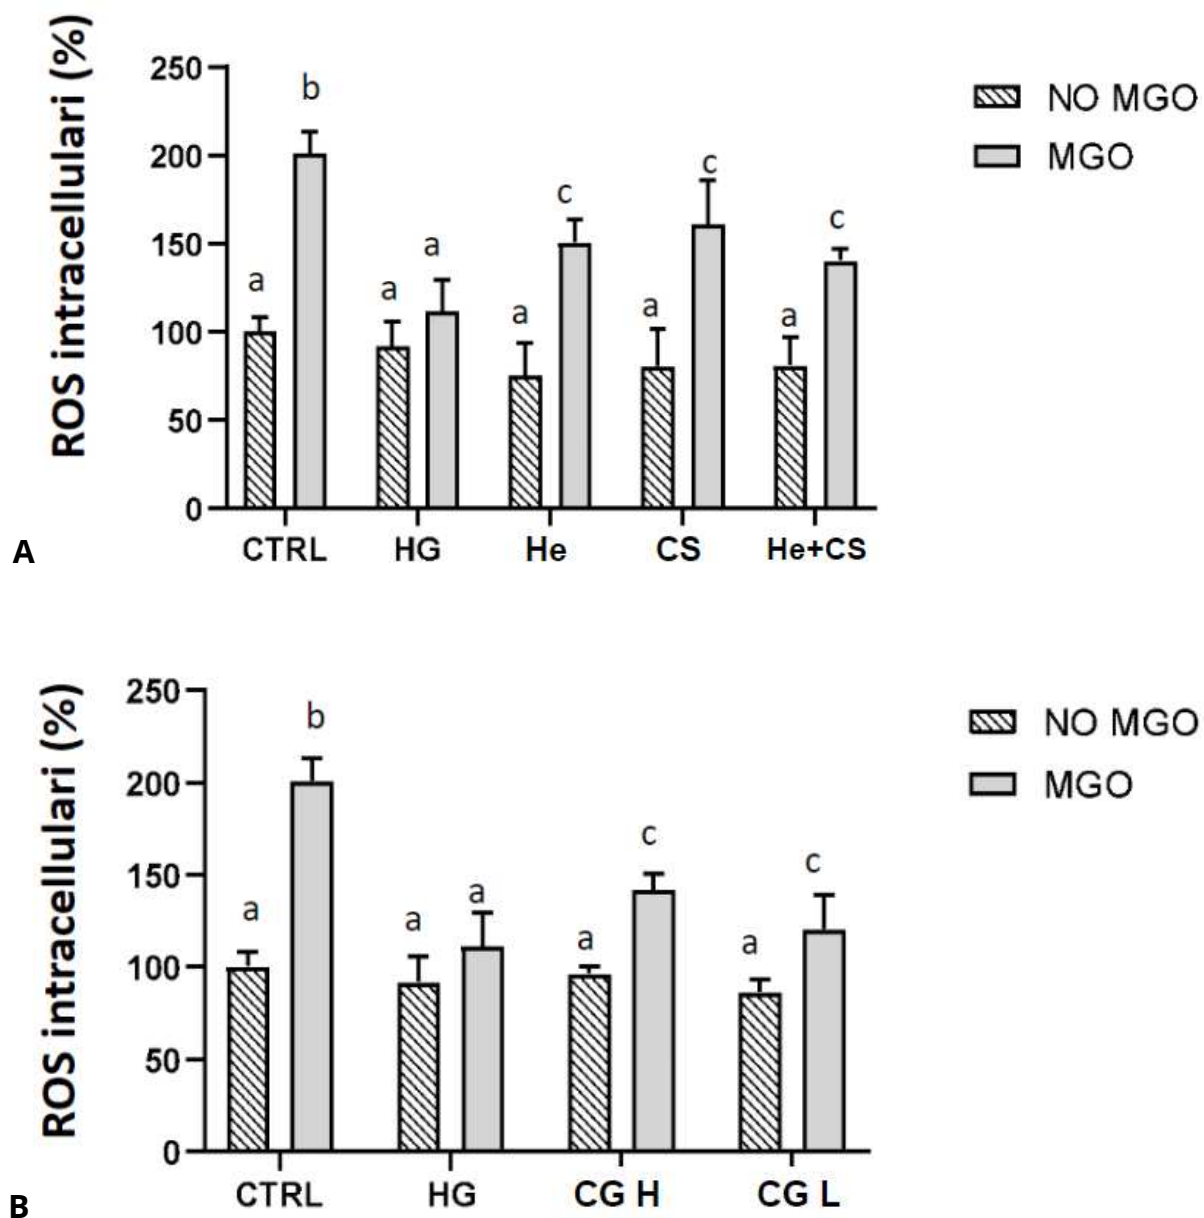 ROS intracellulari (%)
250
200
150
100
50
0
a
b
a
a
a
c
a
c
a
c
CTRL
HG
He
CS
He+CS
NO MGO
MGO
A
ROS intracellulari (%)
250
200
150
100
50
0
a
b
a
a
a
c
a
c
CTRL
HG
CG H
CG L
NO MGO
MGO
B